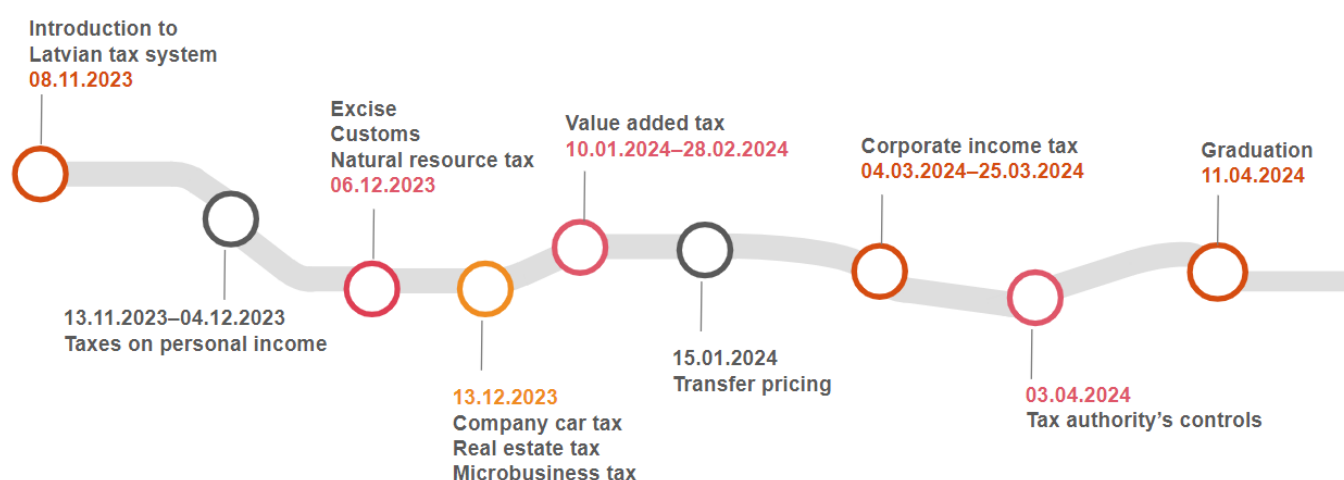 Introduction to
Latvian tax system
08.11.2023
13.11.2023–04.12.2023
Taxes on personal income
Excise
Customs
Natural resource tax
06.12.2023
13.12.2023
Company car tax
Real estate tax
Microbusiness tax
Value added tax
10.01.2024–28.02.2024
15.01.2024
Transfer pricing
Corporate income tax
04.03.2024–25.03.2024
03.04.2024
Tax authority’s controls
Graduation
11.04.2024